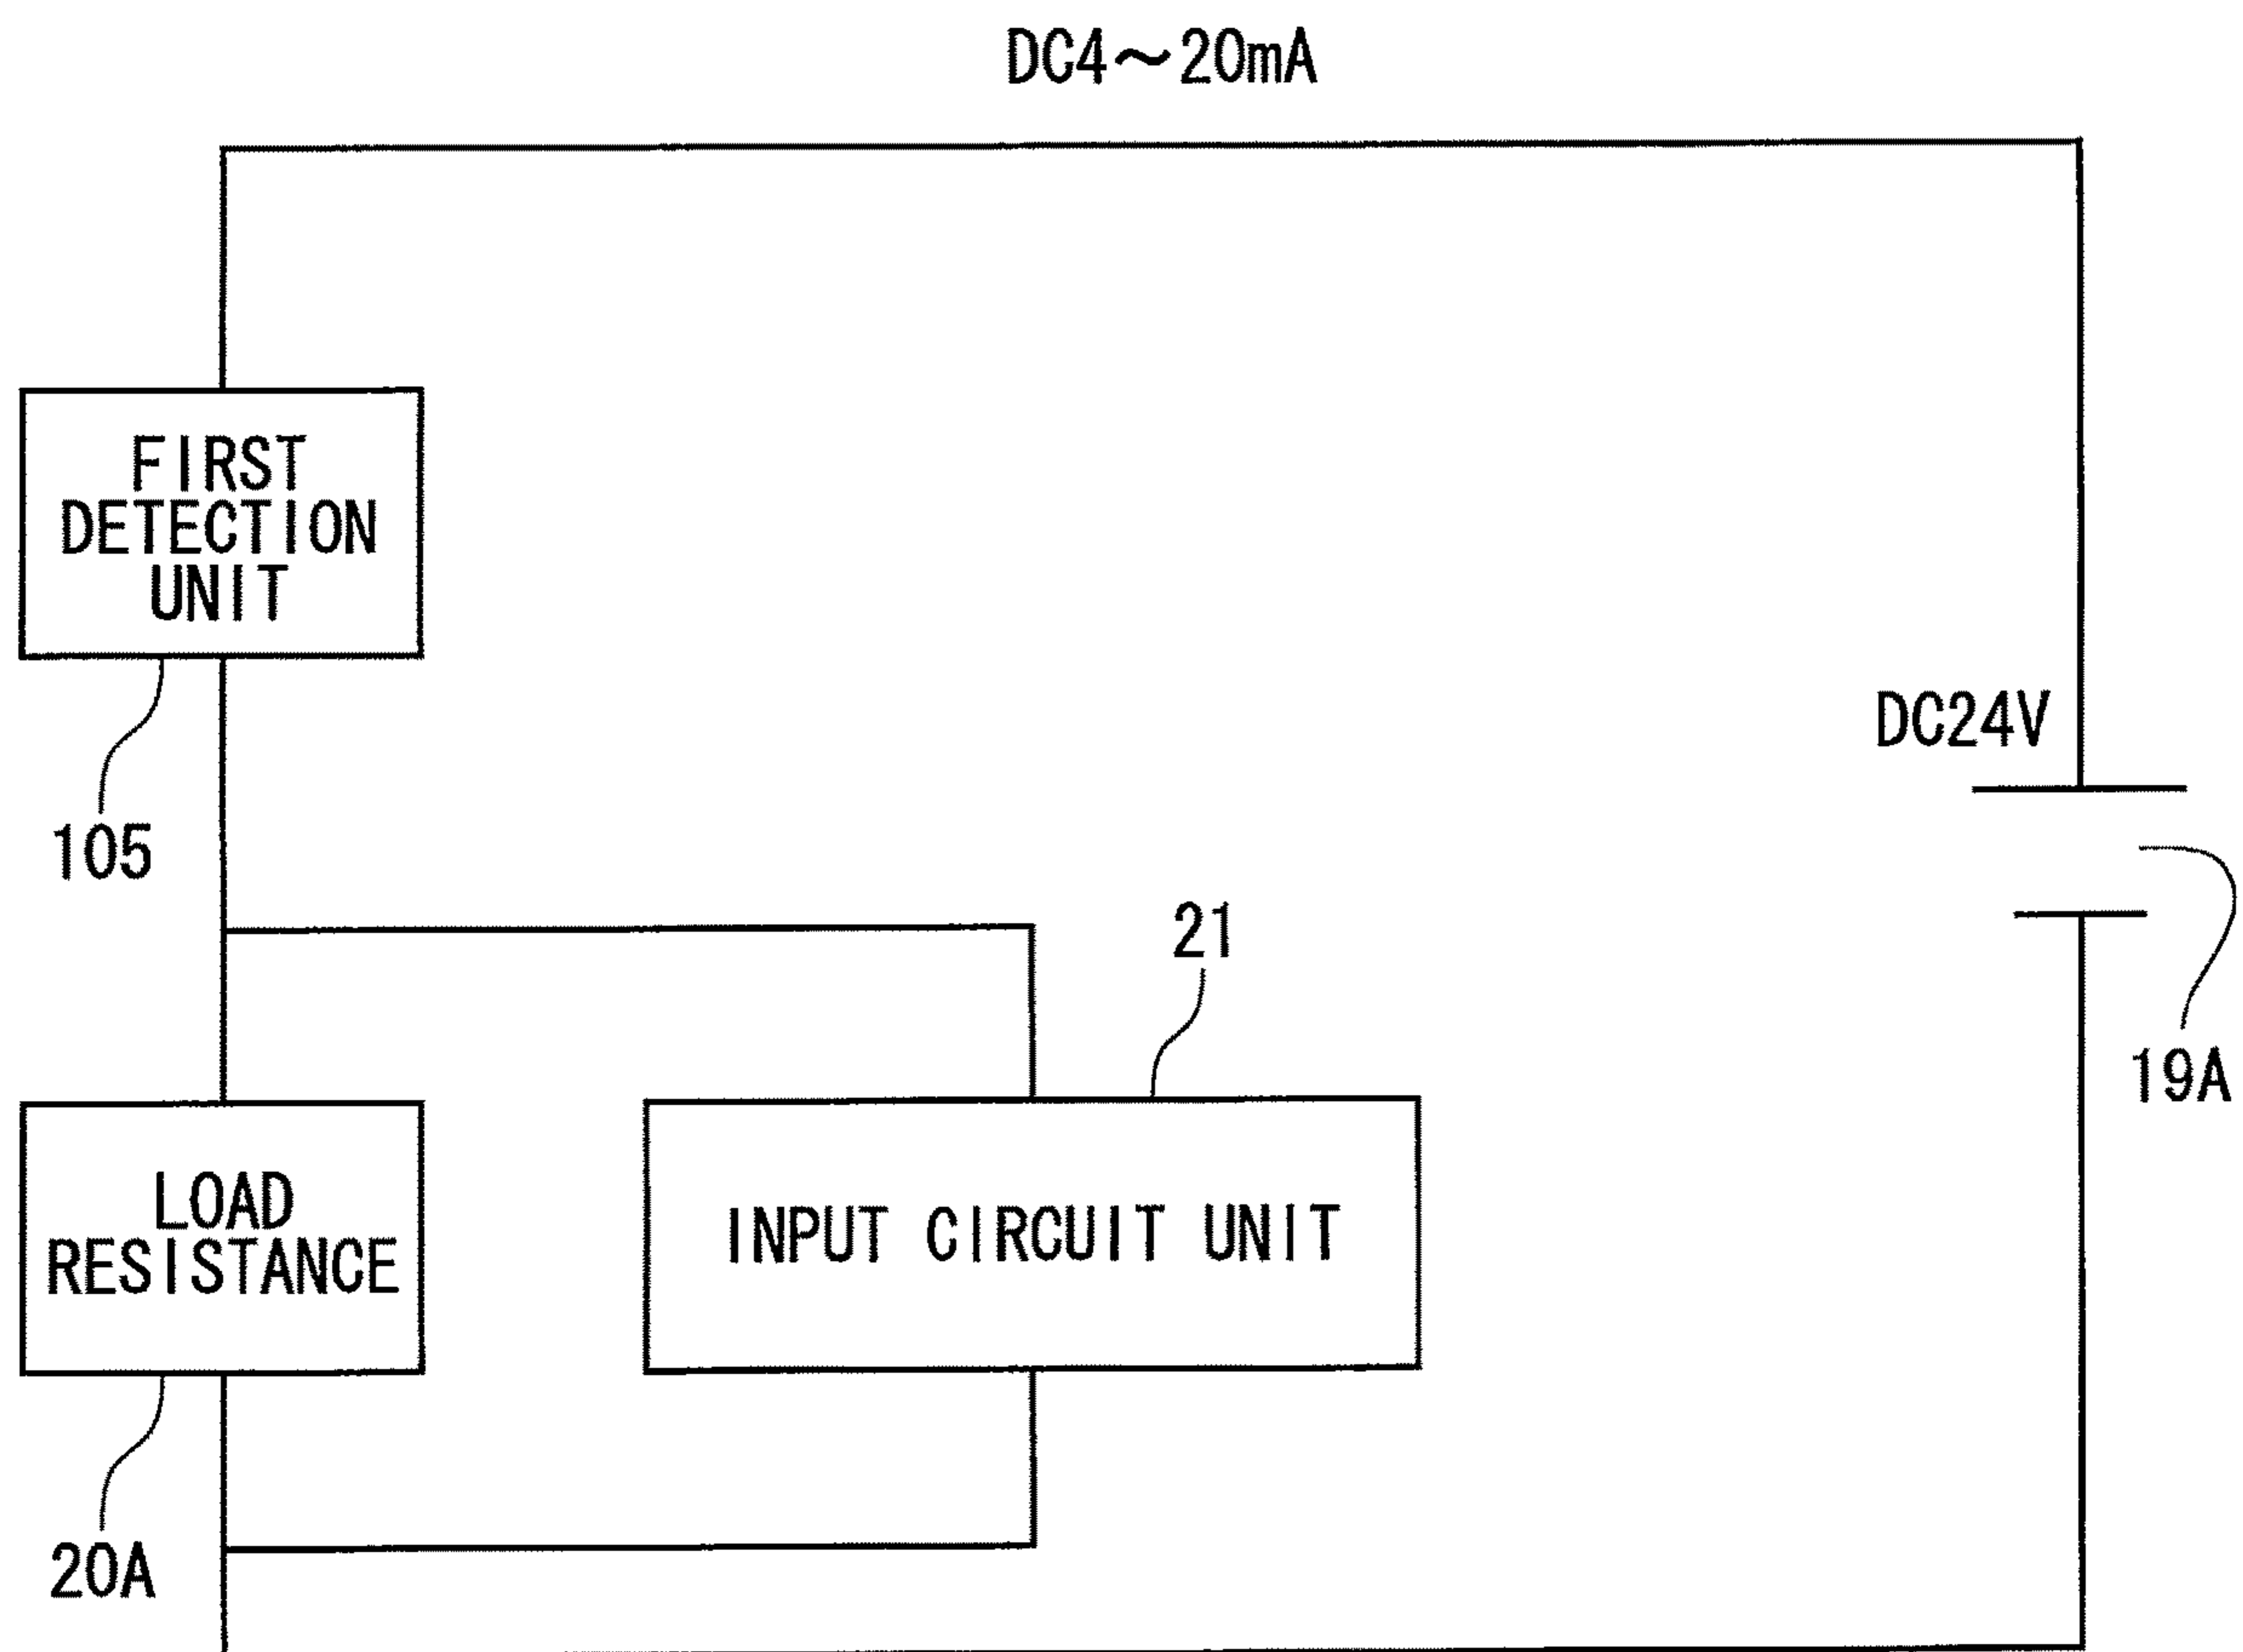 DC4～20mA
FIRST
DETECTION
UNIT
105
DC24V
21
19A
LOAD
RESISTANCE
INPUT CIRCUIT UNIT
20A